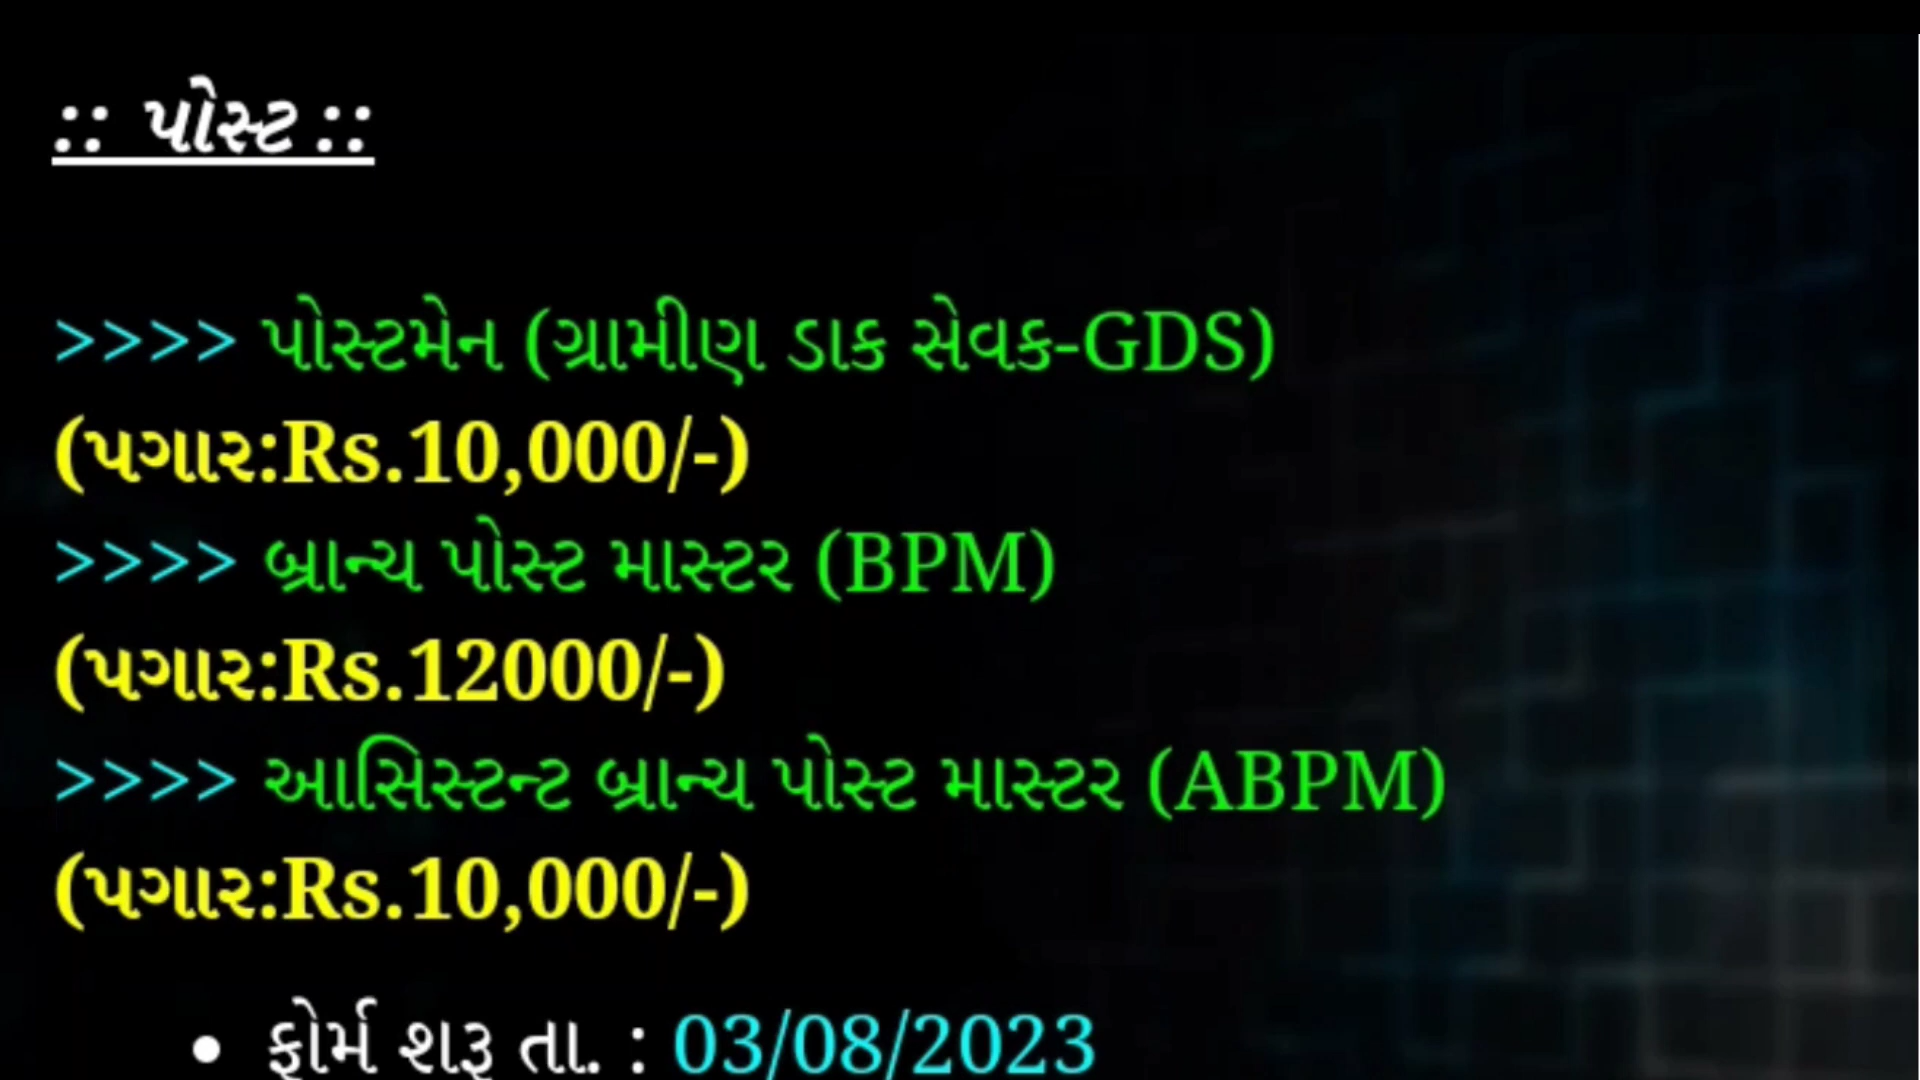 :: પોસ્ટ ::
>>>> પોસ્ટમેન (ગ્રામીણ ડાક સેવક-GDS)
(પગાર:Rs.10,000/-)
>>>> બ્રાન્ચ પોસ્ટ માસ્ટર (BPM)
(પગાર:Rs.12000/-)
>>>> આસિસ્ટન્ટ બ્રાન્ચ પોસ્ટ માસ્ટર (ABPM)
(પગાર:Rs.10,000/-)
• ફોર્મ શરૂ તા. : 03/08/2023